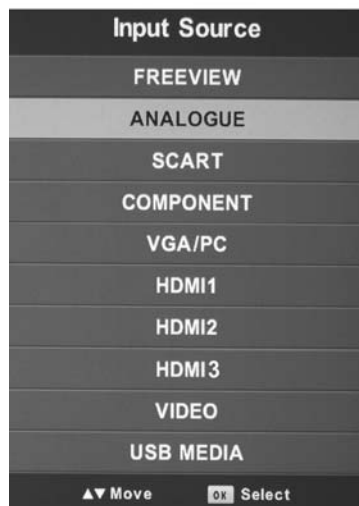 Input Source
FREEVIEW
ANALOGUE
SCART
COMPONENT
VGA/PC
HDMI1
HDMI2
HDMI3
VIDEO
USB MEDIA
▲▼ Move OK Select